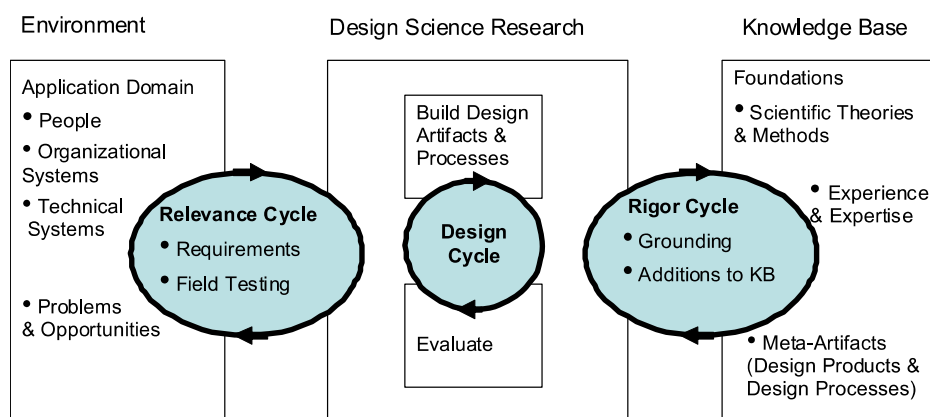 Environment
Design Science Research
Knowledge Base
Application Domain
• People
• Organizational
Systems
• Technical
Systems
• Problems
& Opportunities
Relevance Cycle
• Requirements
• Field Testing
Build Design
Artifacts &
Processes
Design
Cycle
Evaluate
Rigor Cycle
• Grounding
• Additions to KB
Foundations
• Scientific Theories
& Methods
• Experience
& Expertise
• Meta-Artifacts
(Design Products &
Design Processes)